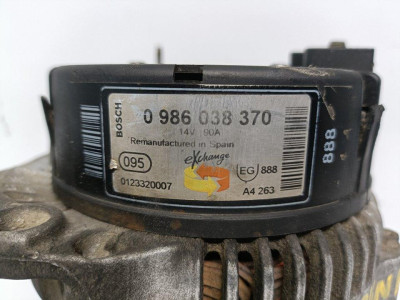 BOSCH
0 986 038 370
14V 90A
Remanufactured in Spain
eXchange
095
EG 888
0123320007
A4 263
888